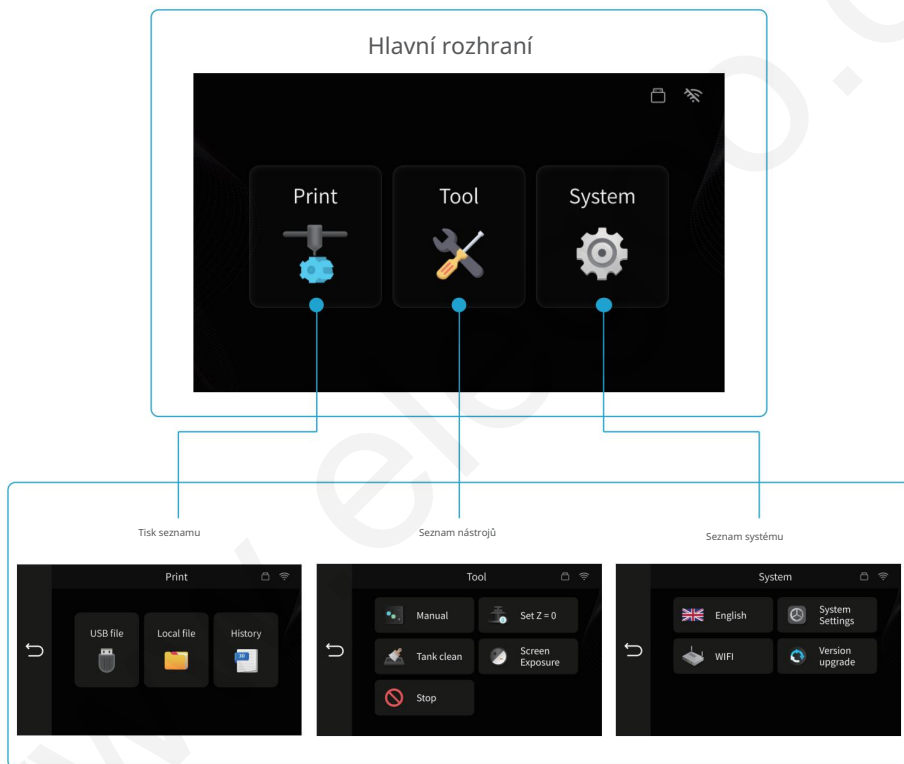 Hlavní rozhraní
Print
Tool
System
Tisk seznamu
Seznam nástrojů
Seznam systému
Print
USB file
Local file
History
Tool
Manual
Set Z = 0
Tank clean
Screen
Exposure
Stop
System
English
System
Settings
WIFI
Version
upgrade